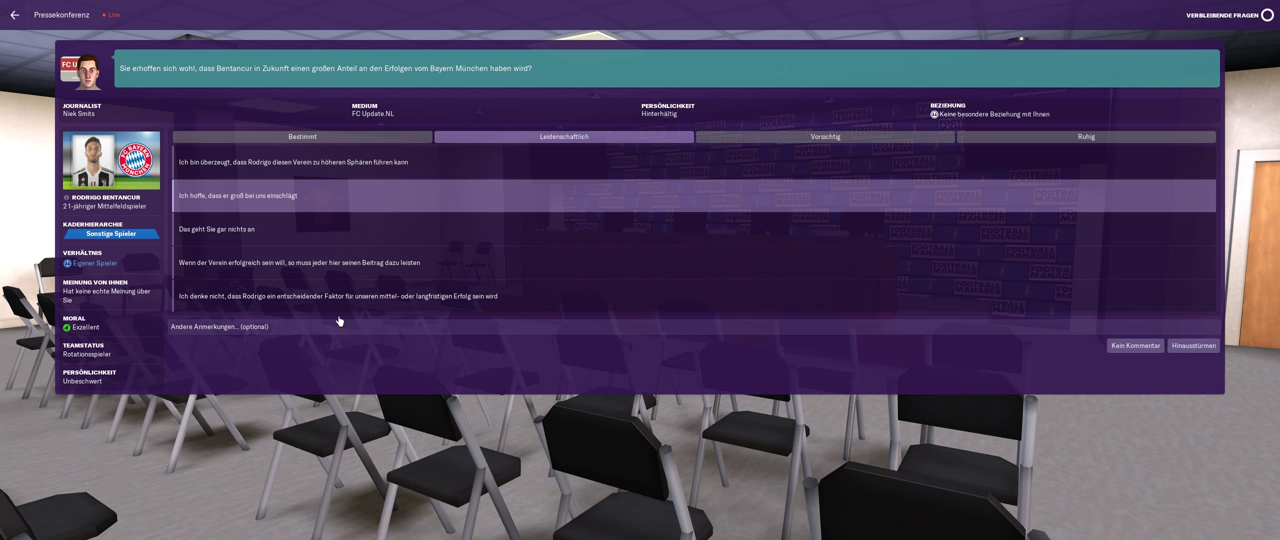 Pressekonferenz
Live
VERBLEIBENDE FRAGEN
FC U
Sie erhoffen sich wohl, dass Bentancur in Zukunft einen großen Anteil an den Erfolgen vom Bayern München haben wird?
JOURNALIST
Niek Smits
MEDIUM
FC Update.NL
PERSÖNLICHKEIT
Hinterhältig
BEZIEHUNG
Keine besondere Beziehung mit Ihnen
Bestimmt
Leidenschaftlich
Vorsichtig
Ruhig
FC BAYERN MÜNCHEN
RODRIGO BENTANCUR
21-jähriger Mittelfeldspieler
KADERHIERARCHIE
Sonstige Spieler
VERHÄLTNIS
Eigener Spieler
MEINUNG VON IHNEN
Hat keine echte Meinung über
Sie
MORAL
Exzellent
TEAMSTATUS
Rotationsspieler
PERSÖNLICHKEIT
Unbeschwert
Ich bin überzeugt, dass Rodrigo diesen Verein zu höheren Sphären führen kann
Ich hoffe, dass er groß bei uns einschlägt
Das geht Sie gar nichts an
Wenn der Verein erfolgreich sein will, so muss jeder hier seinen Beitrag dazu leisten
Ich denke nicht, dass Rodrigo ein entscheidender Faktor für unseren mittel- oder langfristigen Erfolg sein wird
Andere Anmerkungen... (optional)
Kein Kommentar
Hinausstürmen
FOOTBALL
MANAGER